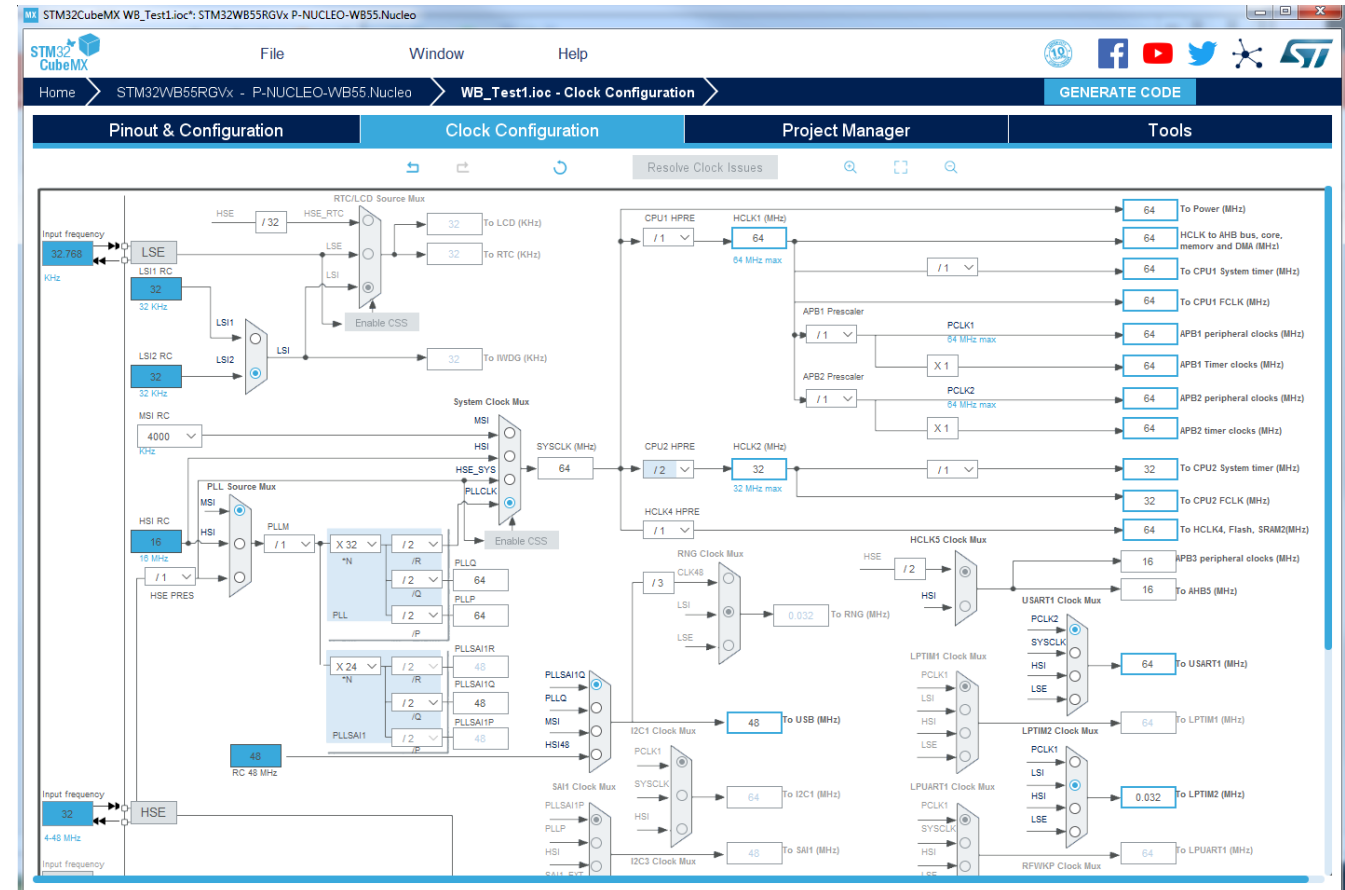 MX STM32CubeMX WB_Test1.ioc*: STM32WB55RGVx P-NUCLEO-WB55.Nucleo
STM32 CubeMX
File Window Help
10
GENERATE CODE
Home STM32WB55RGVx - P-NUCLEO-WB55.Nucleo WB_Test1.ioc - Clock Configuration
Pinout & Configuration Clock Configuration Project Manager Tools
Resolve Clock Issues
RTC/LCD Source Mux
HSE / 32 HSE_RTC
32 To LCD (KHz)
Input frequency
32.768
KHz
LSE
LSE
32 To RTC (KHz)
LSI
LSI1 RC
32
32 KHz
Enable CSS
LSI1
LSI2 RC
LSI2
LSI
32 To IWDG (KHz)
32
32 KHz
MSI RC
4000
KHz
System Clock Mux
MSI
HSI
HSE_SYS
PLLCLK
SYSCLK (MHz)
64
Enable CSS
PLL Source Mux
MSI
HSI
HSI RC
16
16 MHz
/ 1
HSE PRES
PLLM
/ 1
X 32
*N
/ 2
/R
PLLQ
/ 2
64
/Q
PLLP
PLL
/ 2
64
/P
PLLSAI1R
X 24
*N
/ 2
48
/R
PLLSAI1Q
/ 2
48
/Q
PLLSAI1P
PLLSAI1
/ 2
48
/P
48
RC 48 MHz
Input frequency
32
4-48 MHz
HSE
Input frequency
CPU1 HPRE
/ 1
HCLK1 (MHz)
64
64 MHz max
64 To Power (MHz)
64 HCLK to AHB bus, core,
memory and DMA (MHz)
/ 1
64 To CPU1 System timer (MHz)
64 To CPU1 FCLK (MHz)
APB1 Prescaler
/ 1
PCLK1
64 MHz max
64 APB1 peripheral clocks (MHz)
X 1
64 APB1 Timer clocks (MHz)
APB2 Prescaler
/ 1
PCLK2
64 MHz max
64 APB2 peripheral clocks (MHz)
X 1
64 APB2 timer clocks (MHz)
CPU2 HPRE
/ 2
HCLK2 (MHz)
32
32 MHz max
/ 1
32 To CPU2 System timer (MHz)
32 To CPU2 FCLK (MHz)
HCLK4 HPRE
/ 1
64 To HCLK4, Flash, SRAM2(MHz)
RNG Clock Mux
/ 3
CLK48
LSI
LSE
0.032 To RNG (MHz)
HCLK5 Clock Mux
HSE
/ 2
HSI
16 APB3 peripheral clocks (MHz)
16 To AHB5 (MHz)
PLLSAI1Q
PLLQ
MSI
HSI48
48 To USB (MHz)
USART1 Clock Mux
PCLK2
SYSCLK
HSI
LSE
64 To USART1 (MHz)
LPTIM1 Clock Mux
PCLK1
LSI
HSI
LSE
64 To LPTIM1 (MHz)
I2C1 Clock Mux
PCLK1
SYSCLK
HSI
64 To I2C1 (MHz)
LPTIM2 Clock Mux
PCLK1
LSI
HSI
LSE
0.032 To LPTIM2 (MHz)
SAI1 Clock Mux
PLLSAI1P
PLLP
HSI
SAI1_EXT
48 To SAI1 (MHz)
LPUART1 Clock Mux
PCLK1
SYSCLK
HSI
LSE
64 To LPUART1 (MHz)
I2C3 Clock Mux
RFWKP Clock Mux